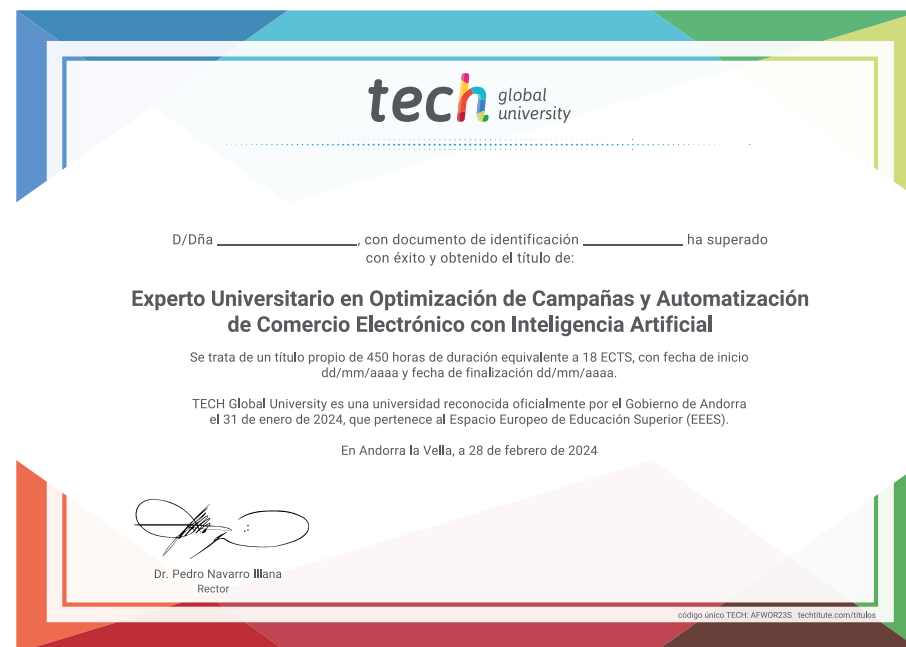 tech global university
D/Dña ____________________, con documento de identificación ______________ ha superado
con éxito y obtenido el título de:
Experto Universitario en Optimización de Campañas y Automatización
de Comercio Electrónico con Inteligencia Artificial
Se trata de un título propio de 450 horas de duración equivalente a 18 ECTS, con fecha de inicio
dd/mm/aaaa y fecha de finalización dd/mm/aaaa.
TECH Global University es una universidad reconocida oficialmente por el Gobierno de Andorra
el 31 de enero de 2024, que pertenece al Espacio Europeo de Educación Superior (EEES).
En Andorra la Vella, a 28 de febrero de 2024
Dr. Pedro Navarro Illana
Rector
código único TECH: AFWOR23S techtitute.com/titulos